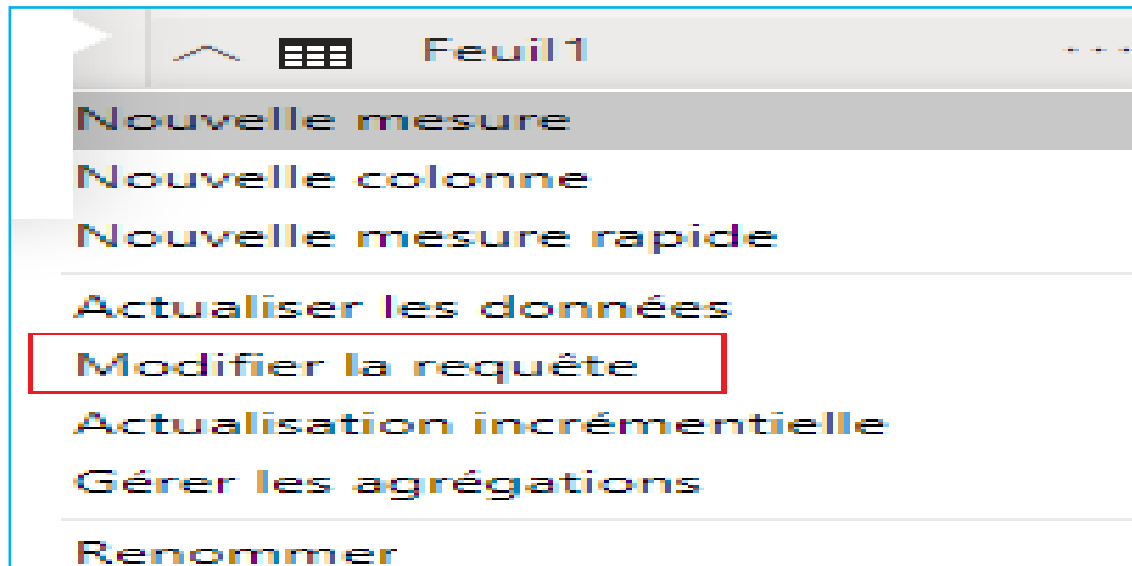 Feuil1 ...
Nouvelle mesure
Nouvelle colonne
Nouvelle mesure rapide
Actualiser les données
Modifier la requête
Actualisation incrémentielle
Gérer les agrégations
Renommer